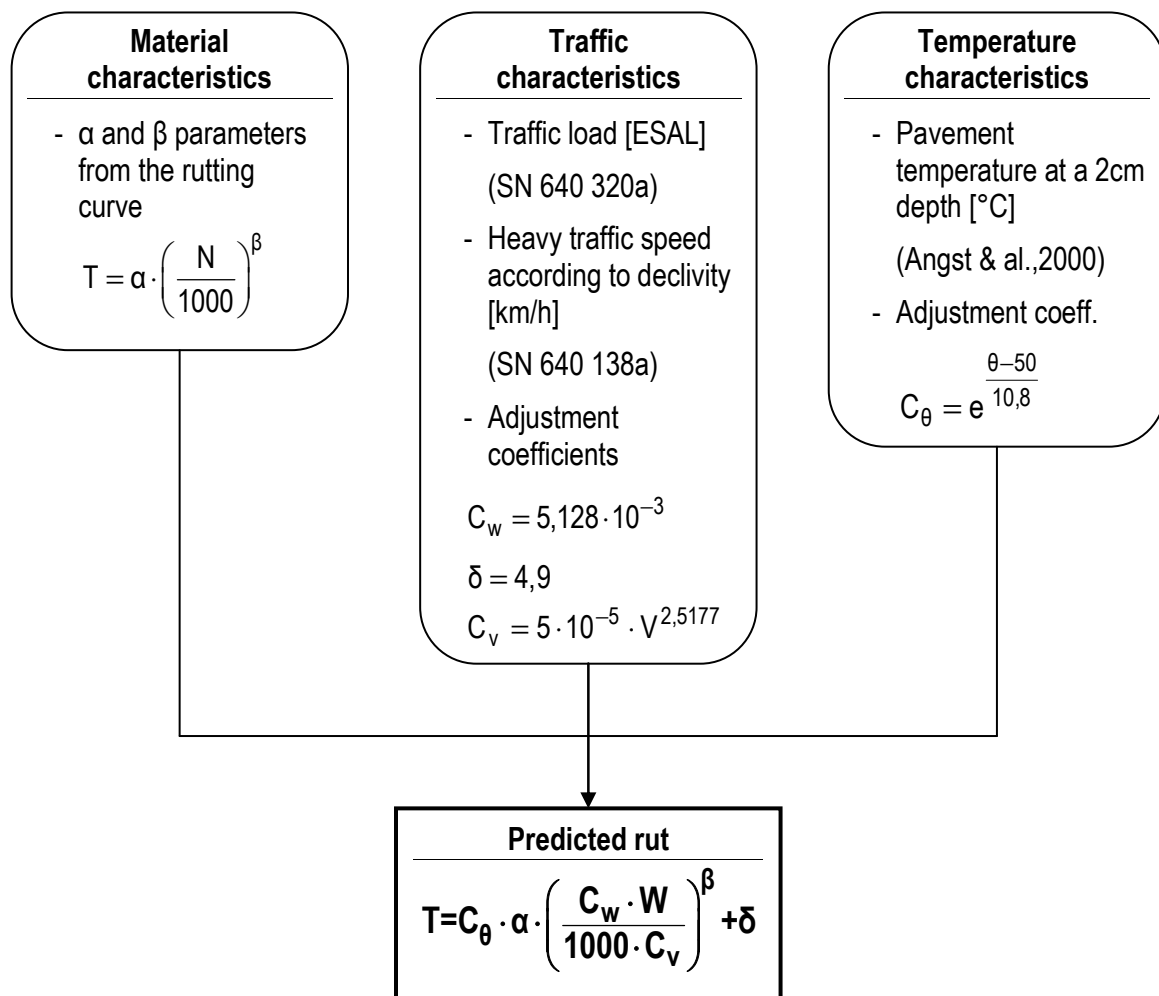 Material
characteristics
- α and β parameters
from the rutting
curve
T = α · (N / 1000)^β
Traffic
characteristics
- Traffic load [ESAL]
(SN 640 320a)
- Heavy traffic speed
according to declivity
[km/h]
(SN 640 138a)
- Adjustment
coefficients
C_w = 5,128 · 10^−3
δ = 4,9
C_v = 5 · 10^−5 · V^2,5177
Temperature
characteristics
- Pavement
temperature at a 2cm
depth [°C]
(Angst & al.,2000)
- Adjustment coeff.
C_θ = e^((θ−50) / 10,8)
Predicted rut
T=C_θ · α · (C_w · W / 1000 · C_v)^β +δ